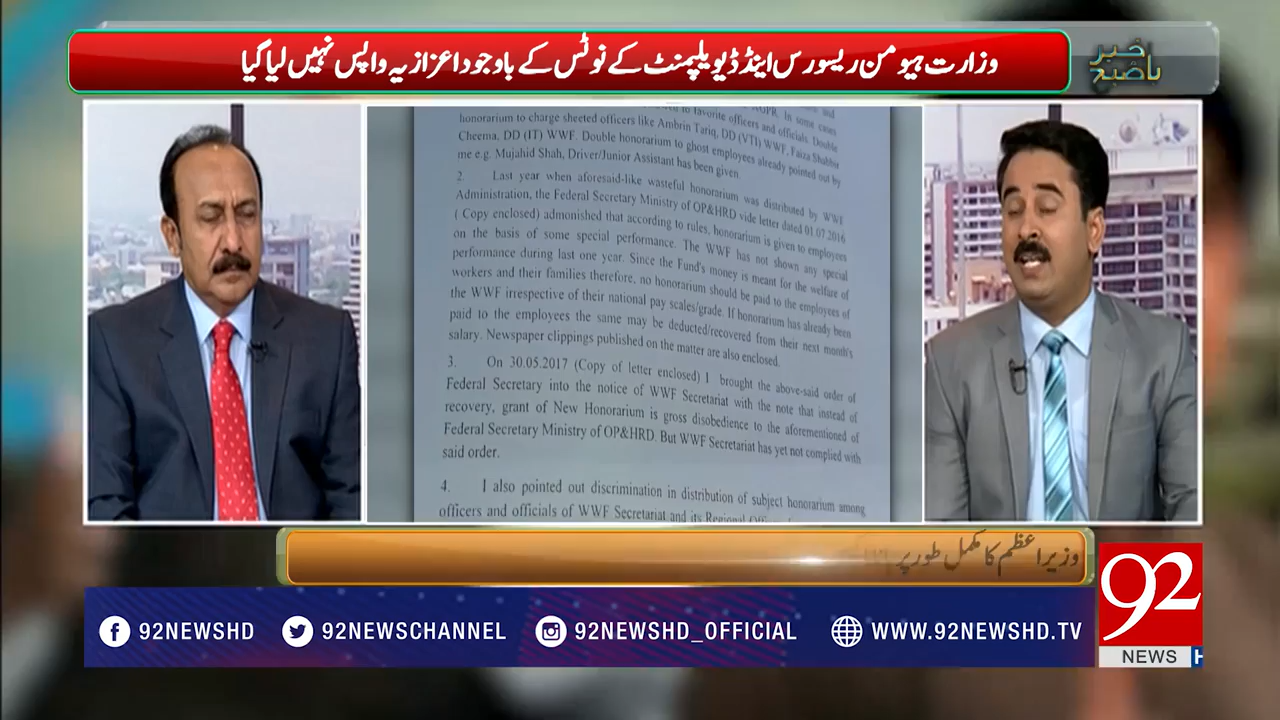 وزارت ہیومن ریسورس اینڈ ڈیویلپمنٹ کے نوٹس کے باوجود اعزازیہ واپس نہیں لیا گیا
باخبر صبح
AGPR. In some cases
favorite officers and officials. Double
honorarium to charge sheeted officers like Ambrin Tariq, DD (VTI) WWF, Faiza Shabbir
Cheema, DD (IT) WWF. Double honorarium to ghost employees already pointed out by
me e.g. Mujahid Shah, Driver/Junior Assistant has been given.
2. Last year when aforesaid-like wasteful honorarium was distributed by WWF
Administration, the Federal Secretary Ministry of OP&HRD vide letter dated 01.07.2016
( Copy enclosed) admonished that according to rules, honorarium is given to employees
on the basis of some special performance. The WWF has not shown any special
performance during last one year. Since the Fund's money is meant for the welfare of
workers and their families therefore, no honorarium should be paid to the employees of
the WWF irrespective of their national pay scales/grade. If honorarium has already been
paid to the employees the same may be deducted/recovered from their next month's
salary. Newspaper clippings published on the matter are also enclosed.
3. On 30.05.2017 (Copy of letter enclosed) I brought the above-said order of
Federal Secretary into the notice of WWF Secretariat with the note that instead of
recovery, grant of New Honorarium is gross disobedience to the aforementioned of
Federal Secretary Ministry of OP&HRD. But WWF Secretariat has yet not complied with
said order.
4. I also pointed out discrimination in distribution of subject honorarium among
officers and officials of WWF Secretariat and its
وزیراعظم کا مکمل طور پر
92NEWSHD
92NEWSCHANNEL
92NEWSHD_OFFICIAL
WWW.92NEWSHD.TV
92
NEWS H